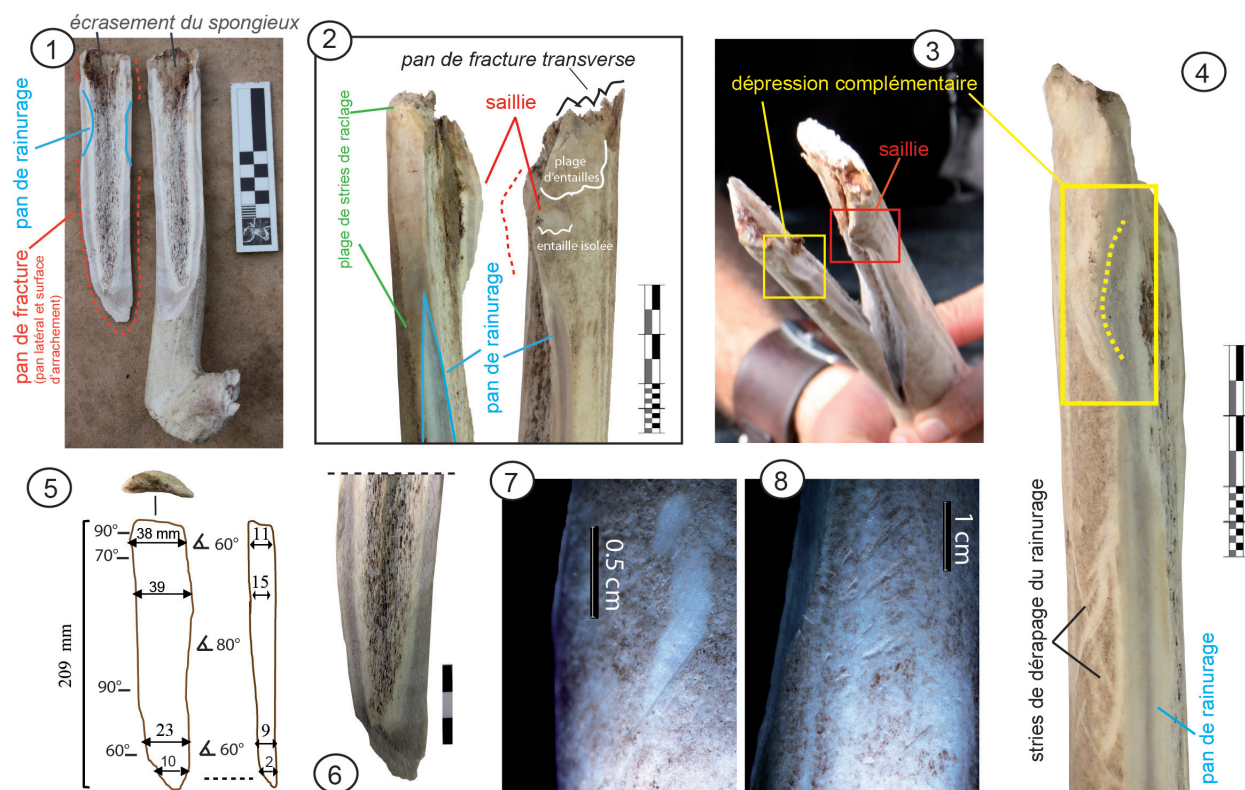 1
écrasement du spongieux
pan de rainurage
pan de fracture
(pan latéral et surface
d'arrachement)
2
pan de fracture transverse
saillie
plage de stries de raclage
plage
d'entailles
entaille isolée
pan de rainurage
3
dépression complémentaire
saillie
4
stries de dérapage du rainurage
pan de rainurage
5
90°
38 mm
∡ 60°
11
70°
39
15
209 mm
∡ 80°
90°
23
9
60°
∡ 60°
10
2
6
7
0.5 cm
8
1 cm